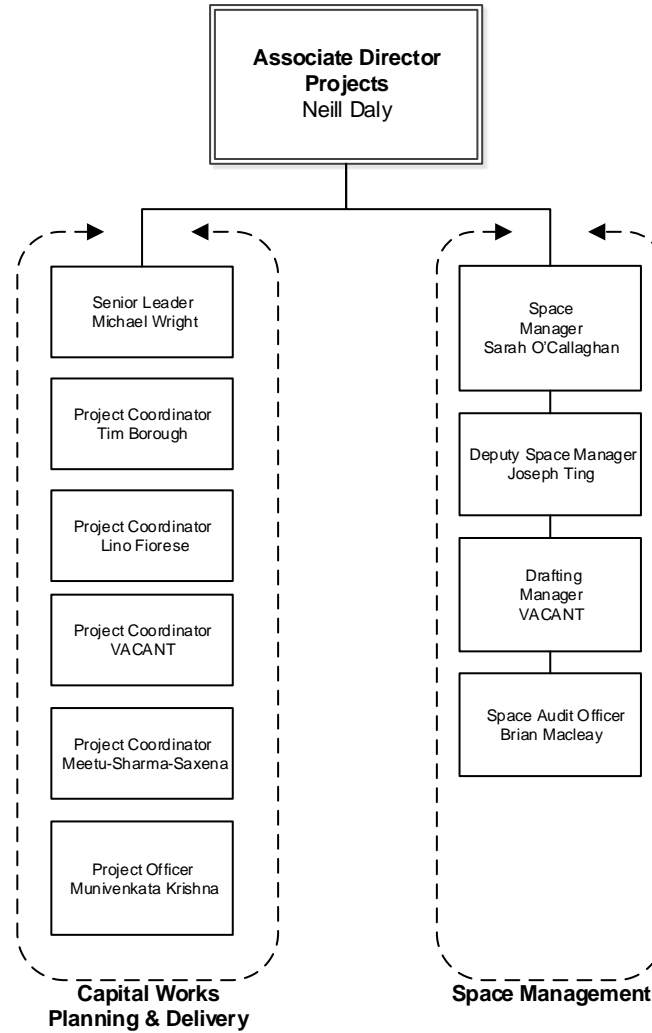 Associate Director
Projects
Neill Daly
Senior Leader
Michael Wright
Project Coordinator
Tim Borough
Project Coordinator
Lino Fiorese
Project Coordinator
VACANT
Project Coordinator
Meetu-Sharma-Saxena
Project Officer
Munivenkata Krishna
Capital Works
Planning & Delivery
Space
Manager
Sarah O'Callaghan
Deputy Space Manager
Joseph Ting
Drafting
Manager
VACANT
Space Audit Officer
Brian Macleay
Space Management